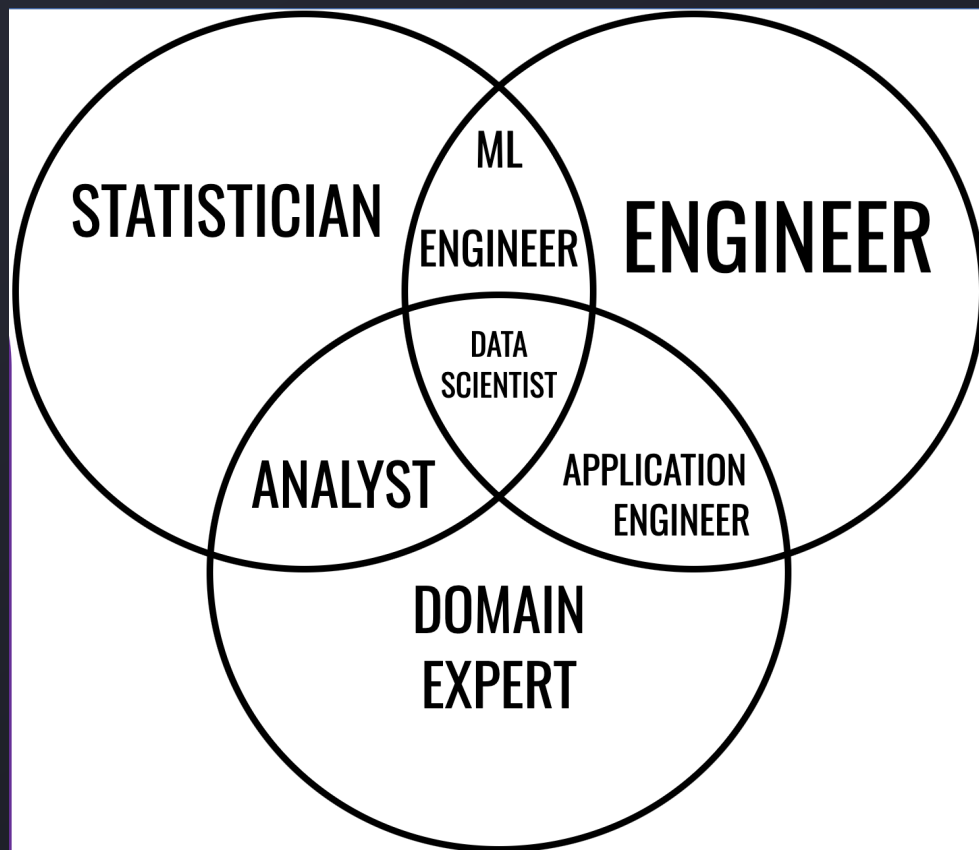 STATISTICIAN
ML
ENGINEER
ENGINEER
DATA
SCIENTIST
ANALYST
APPLICATION
ENGINEER
DOMAIN
EXPERT